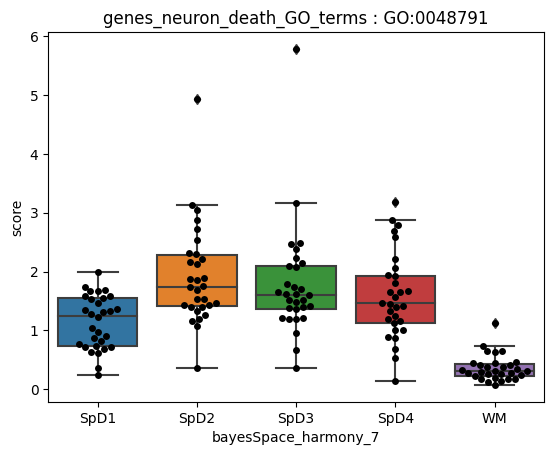 genes_neuron_death_GO_terms : GO:0048791
6
5
4
3
2
1
0
score
SpD1 SpD2 SpD3 SpD4 WM
bayesSpace_harmony_7